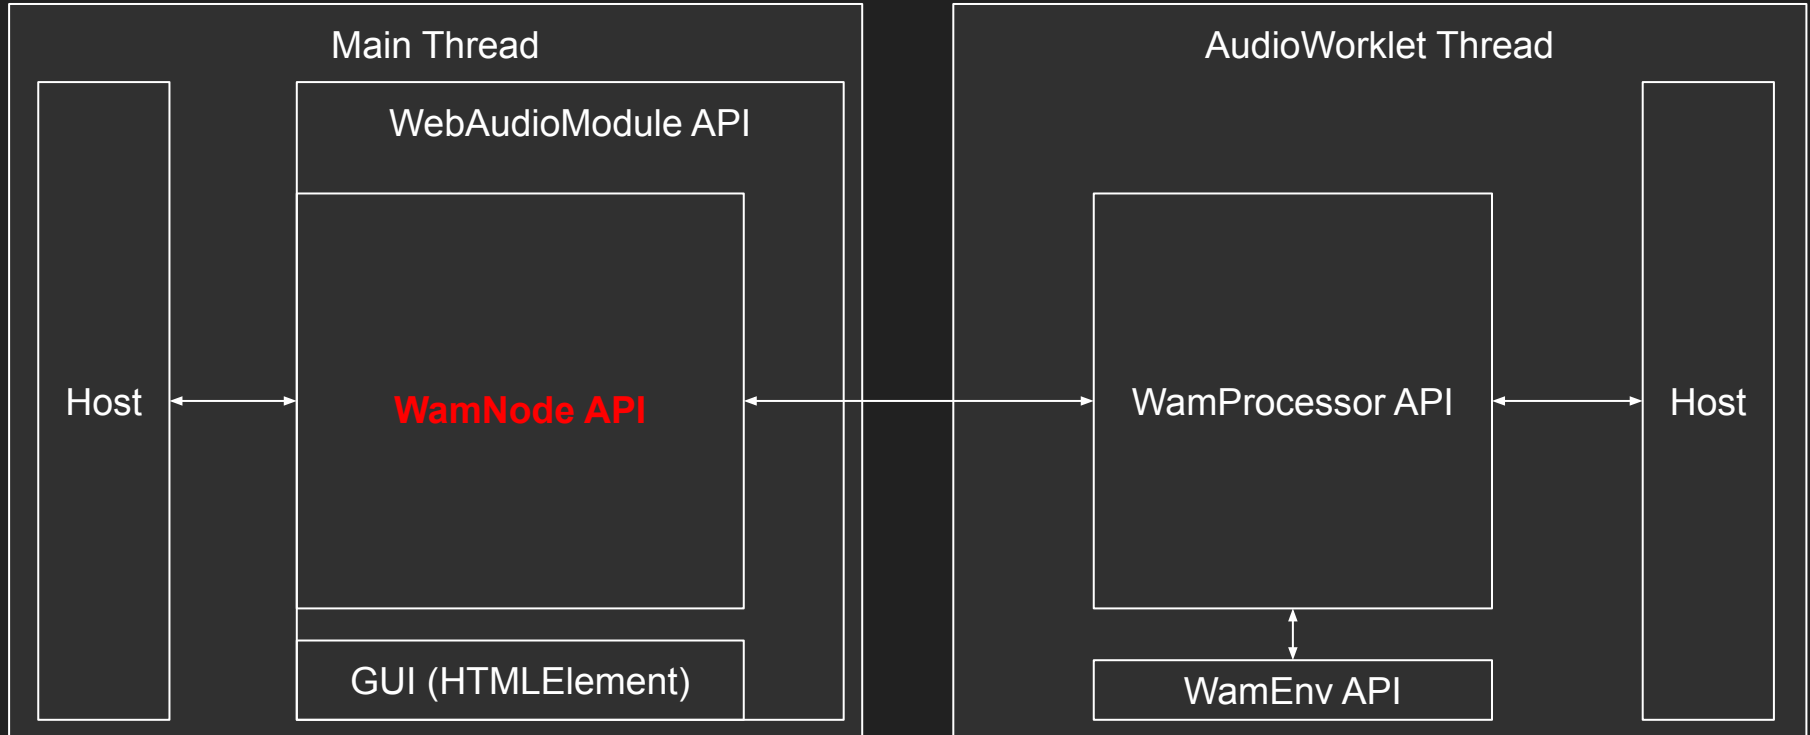 Main Thread
AudioWorklet Thread
WebAudioModule API
Host
WamNode API
WamProcessor API
Host
GUI (HTMLElement)
WamEnv API